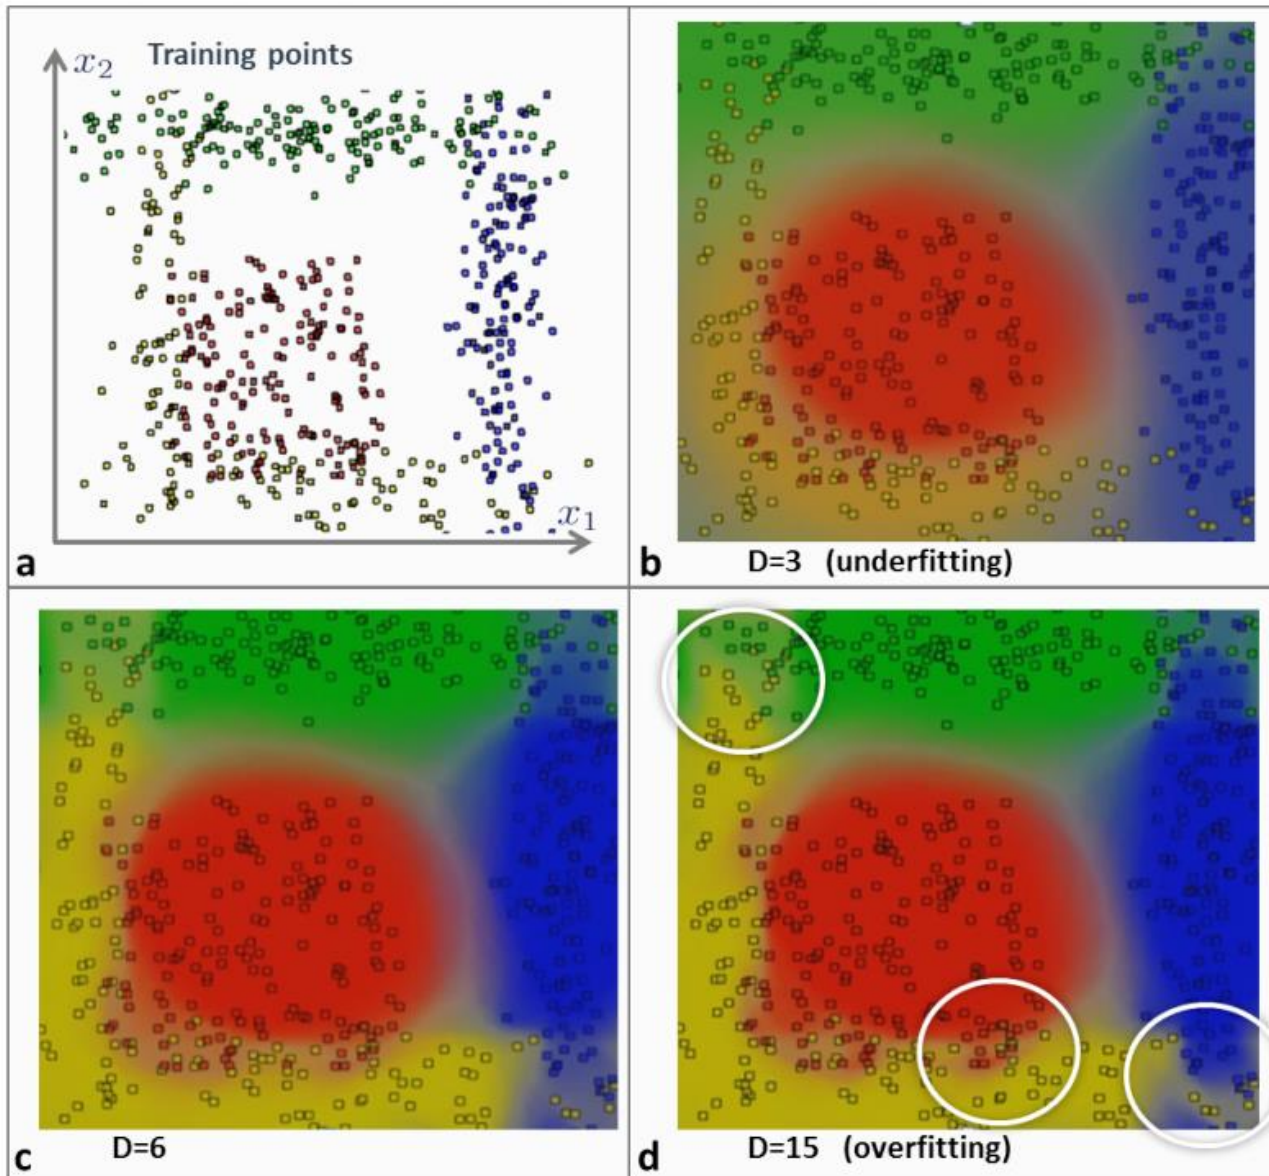 x₂ Training points
x₁
a
b D=3 (underfitting)
c D=6
d D=15 (overfitting)